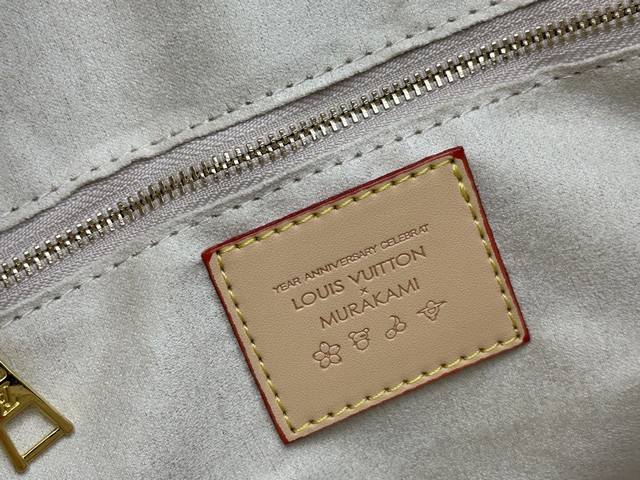 YEAR ANNIVERSARY CELEBRAT
LOUIS VUITTON
×
MURAKAMI